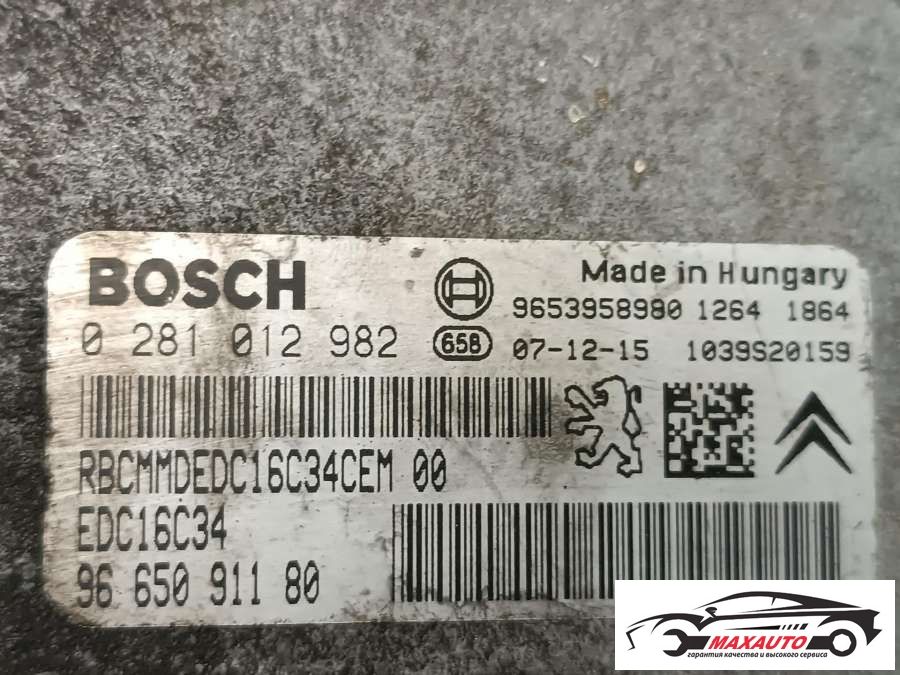 BOSCH
Made in Hungary
9653958980 1264 1864
0 281 012 982
658
07-12-15 1039S20159
RBCMMDEDC16C34CEM 00
EDC16C34
96 650 911 80
MAXAUTO
гарантия качества и высокого сервиса